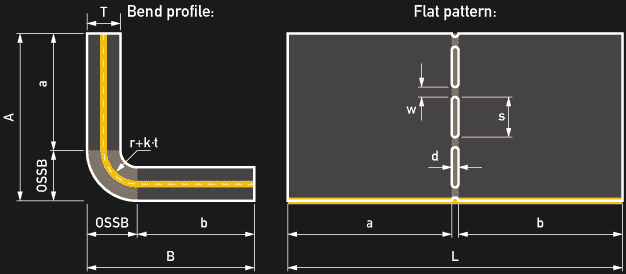 Bend profile:
Flat pattern:
T
a
A
w
s
r+k·t
d
OSSB
OSSB
b
a
b
B
L